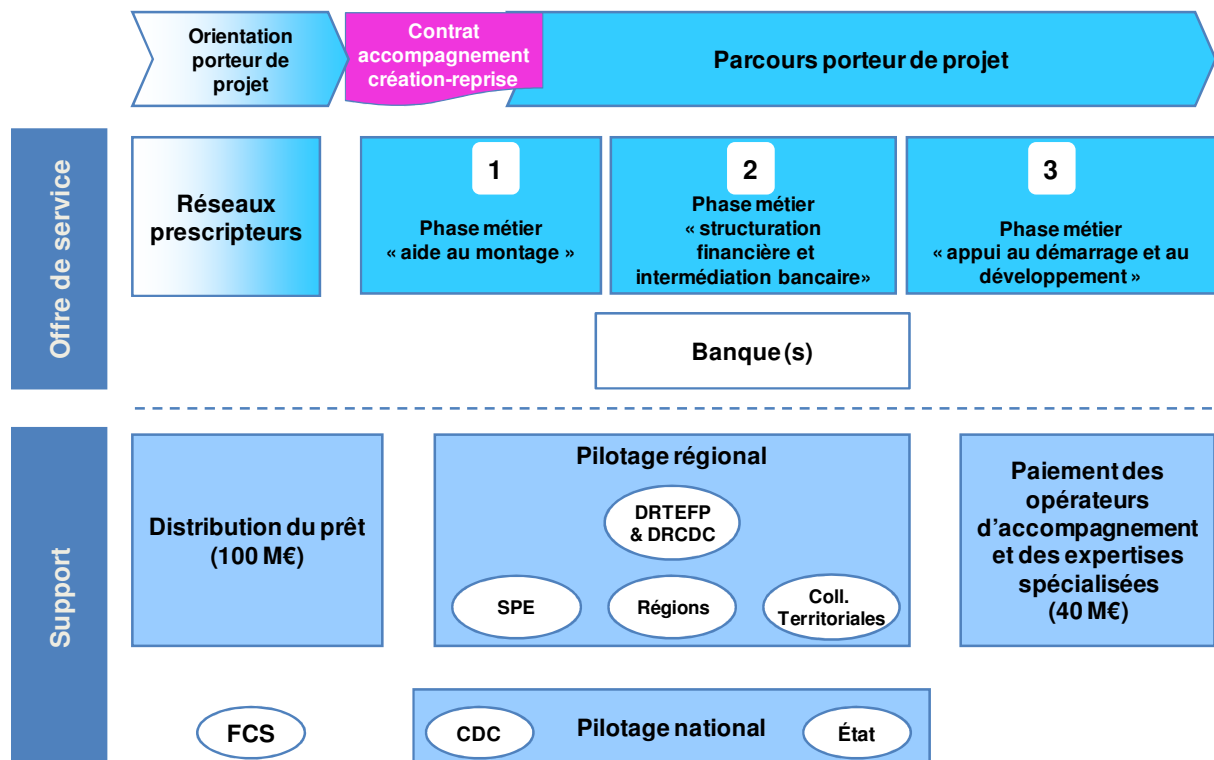 Orientation
porteur de
projet
Contrat
accompagnement
création-reprise
Parcours porteur de projet
Offre de service
Réseaux
prescripteurs
1
Phase métier
« aide au montage »
2
Phase métier
« structuration
financière et
intermédiation bancaire»
3
Phase métier
« appui au démarrage et au
développement »
Banque (s)
Support
Distribution du prêt
(100 M€)
Pilotage régional
DRTEFP
& DRCDC
SPE
Régions
Coll.
Territoriales
Paiement des
opérateurs
d’accompagnement
et des expertises
spécialisées
(40 M€)
FCS
CDC
Pilotage national
État